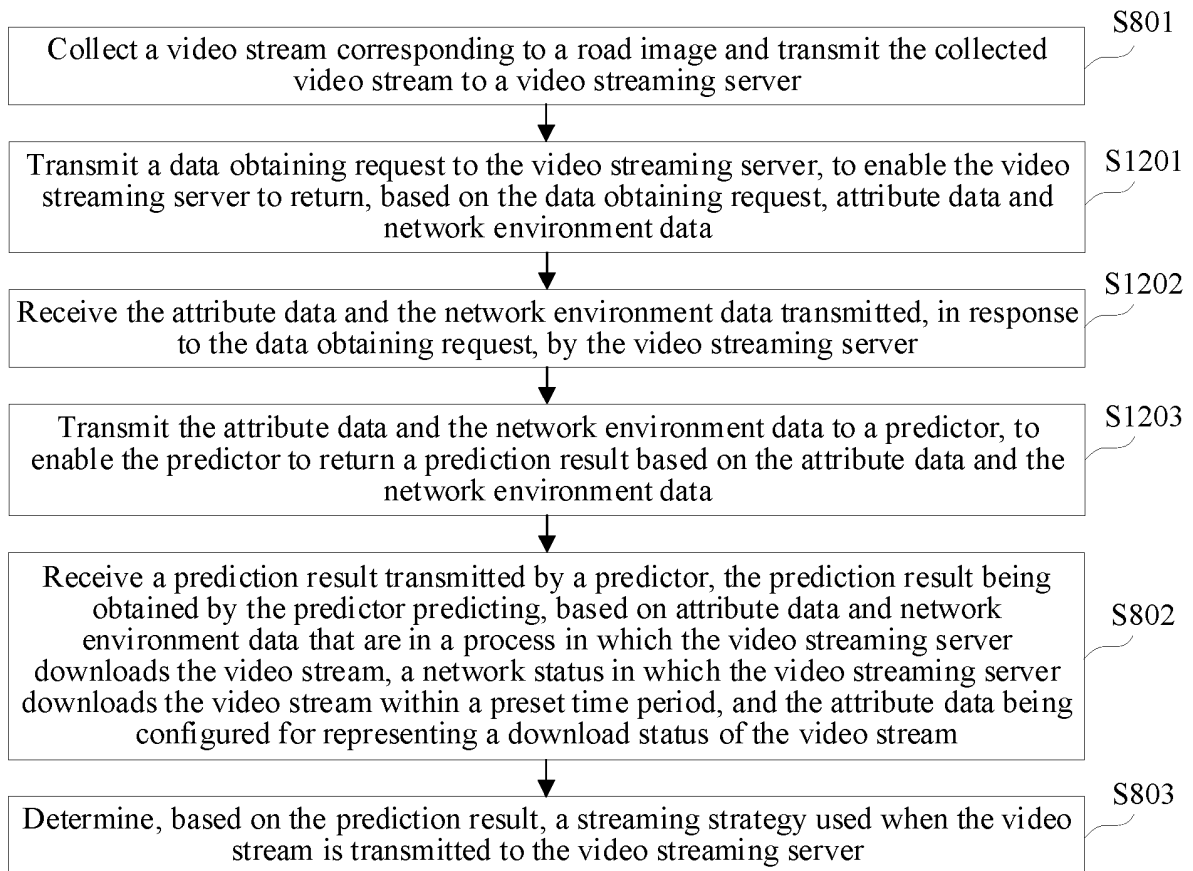 S801
Collect a video stream corresponding to a road image and transmit the collected
video stream to a video streaming server
S1201
Transmit a data obtaining request to the video streaming server, to enable the video
streaming server to return, based on the data obtaining request, attribute data and
network environment data
S1202
Receive the attribute data and the network environment data transmitted, in response
to the data obtaining request, by the video streaming server
S1203
Transmit the attribute data and the network environment data to a predictor, to
enable the predictor to return a prediction result based on the attribute data and the
network environment data
S802
Receive a prediction result transmitted by a predictor, the prediction result being
obtained by the predictor predicting, based on attribute data and network
environment data that are in a process in which the video streaming server
downloads the video stream, a network status in which the video streaming server
downloads the video stream within a preset time period, and the attribute data being
configured for representing a download status of the video stream
S803
Determine, based on the prediction result, a streaming strategy used when the video
stream is transmitted to the video streaming server